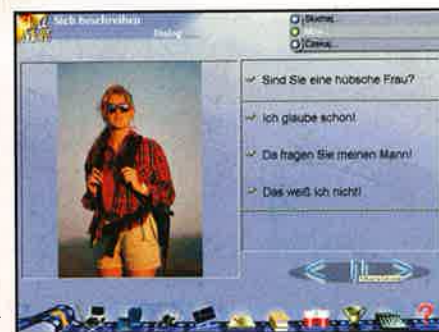 Sich beschreiben
Dialog
Słuchaj
Sind Sie eine hübsche Frau?
Ich glaube schon!
Da fragen Sie meinen Mann!
Das weiß ich nicht!
?